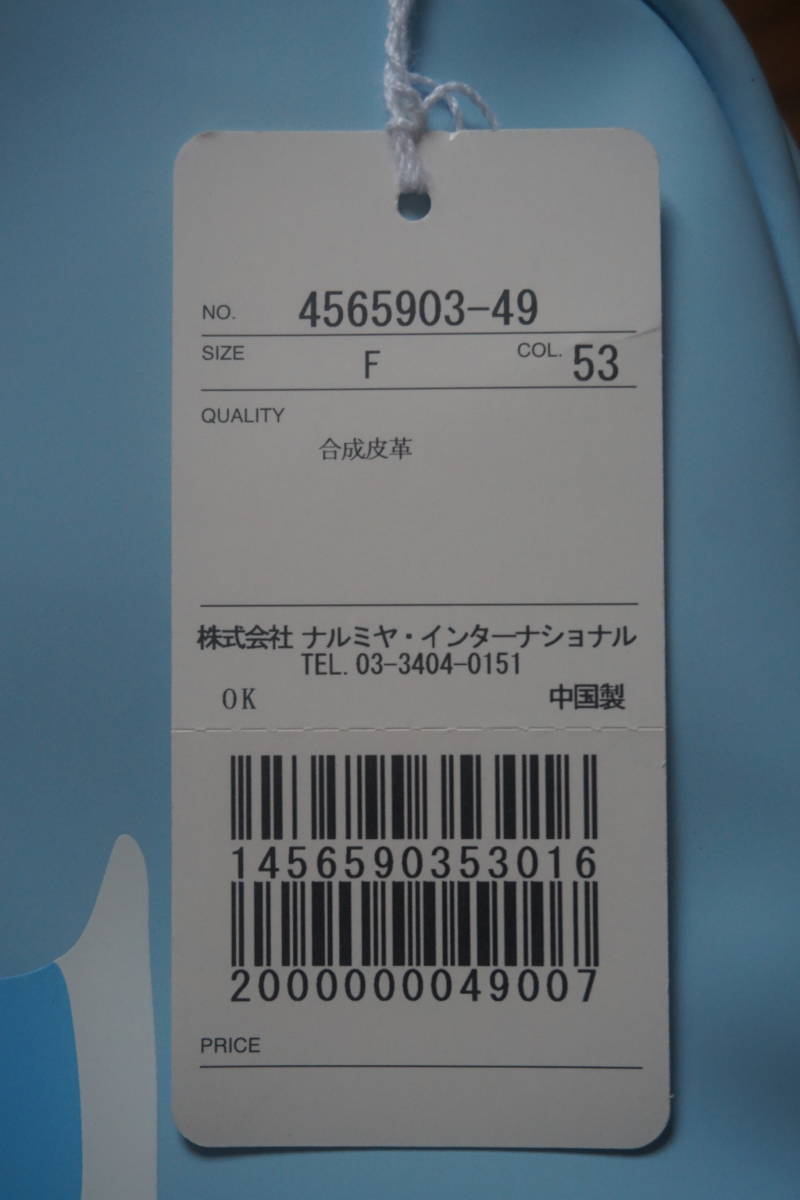 NO. 4565903-49
SIZE F COL. 53
QUALITY
合成皮革
株式会社 ナルミヤ・インターナショナル
TEL. 03-3404-0151
OK 中国製
1456590353016
2000000049007
PRICE